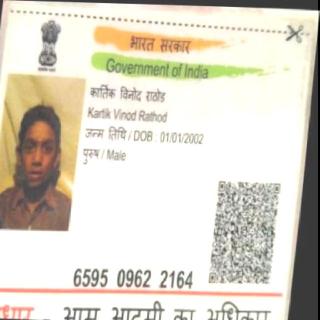 भारत सरकार
Government of India
कार्तिक विनोद राठोड
Kartik Vinod Rathod
जन्म तिथि / DOB : 01/01/2002
पुरुष / Male
6595 0962 2164
आम आदमी का अधिकार